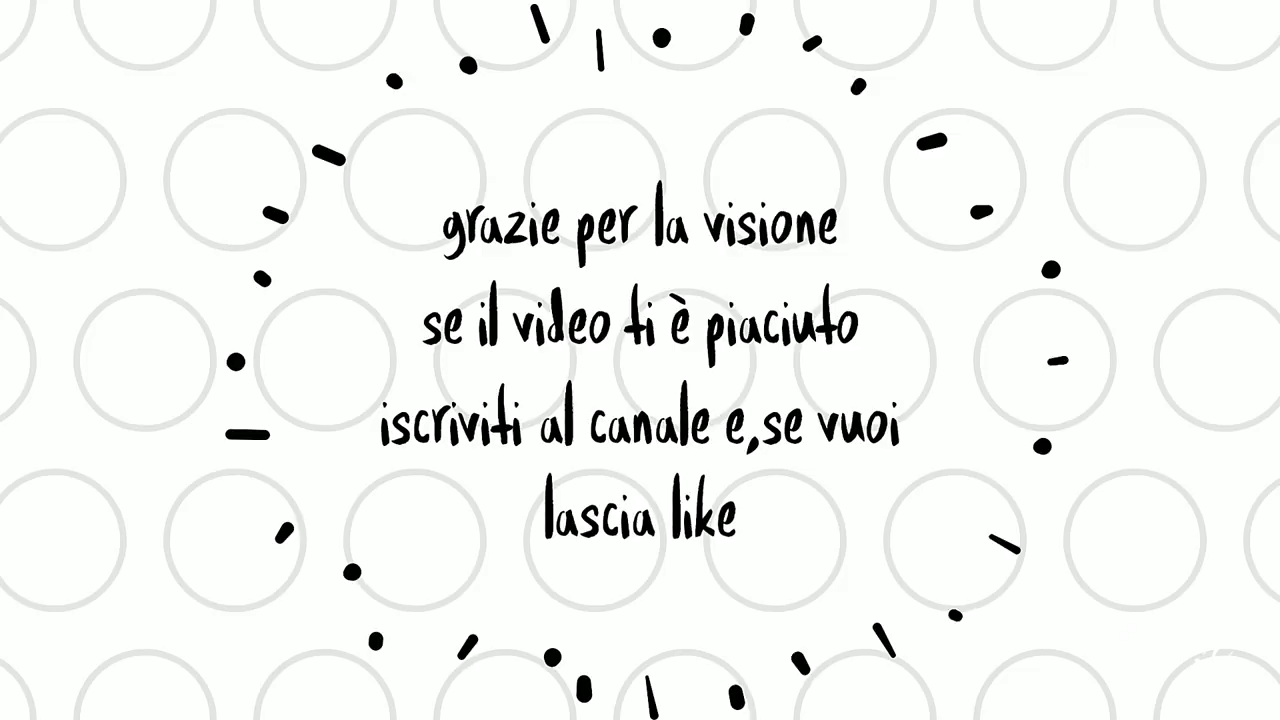 grazie per la visione
se il video ti è piaciuto
iscriviti al canale e,se vuoi
lascia like